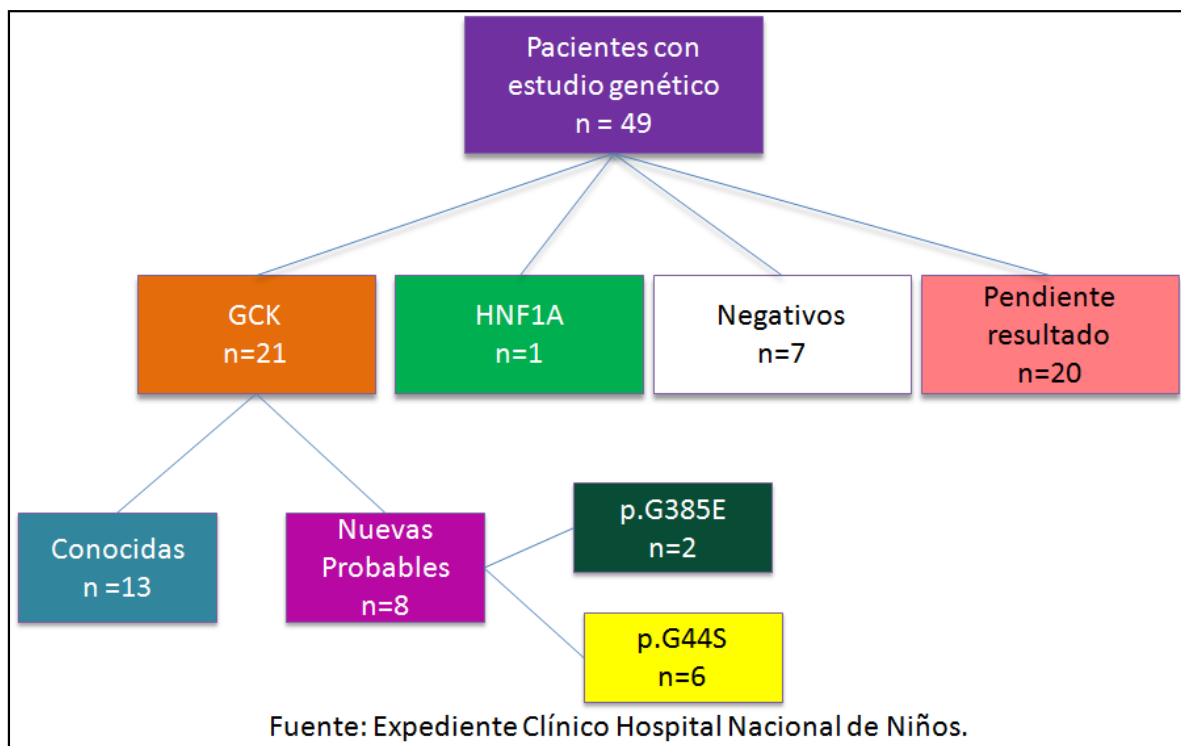 Pacientes con
estudio genético
n = 49
GCK
n=21
HNF1A
n=1
Negativos
n=7
Pendiente
resultado
n=20
Conocidas
n =13
Nuevas
Probables
n=8
p.G385E
n=2
p.G44S
n=6
Fuente: Expediente Clínico Hospital Nacional de Niños.